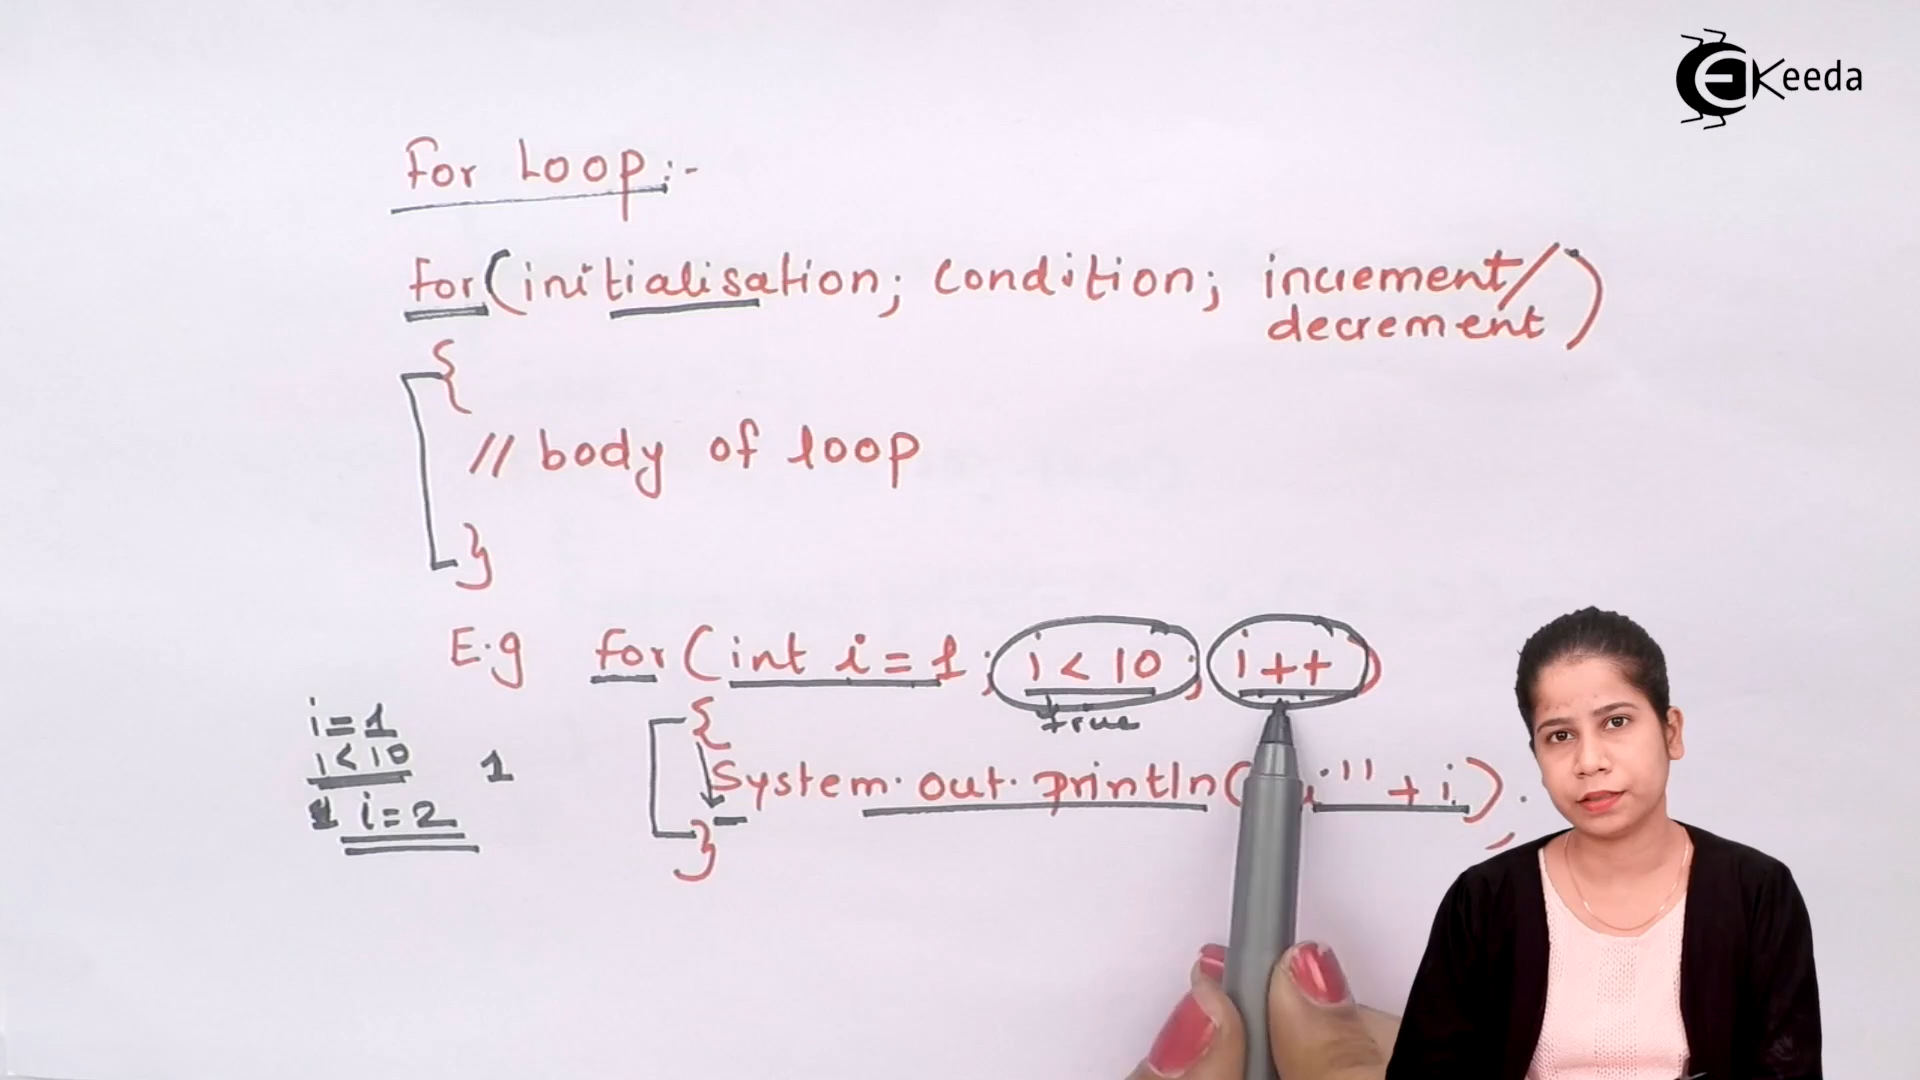 EKeeda
For Loop:-
for(initialisation; condition; increment/
decrement)
{
// body of loop
}
E.g for(int i=1; i<10; i++)
true
{
System.out.println( i" + i);
}
i=1
i<10
i=2
1